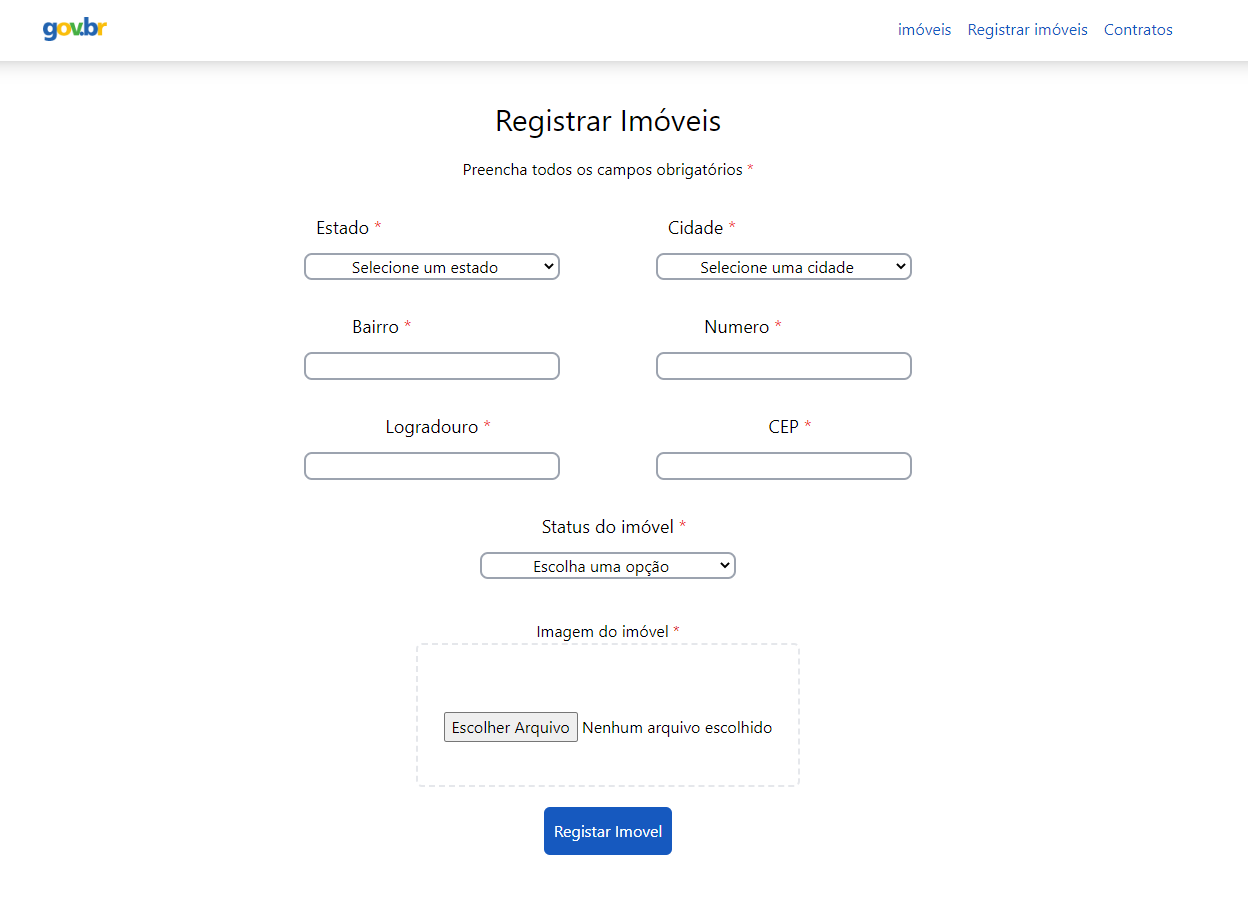 gov.br
imóveis Registrar imóveis Contratos
Registrar Imóveis
Preencha todos os campos obrigatórios *
Estado * Cidade *
Selecione um estado Selecione uma cidade
Bairro * Numero *
Logradouro * CEP *
Status do imóvel *
Escolha uma opção
Imagem do imóvel *
Escolher Arquivo Nenhum arquivo escolhido
Registar Imovel